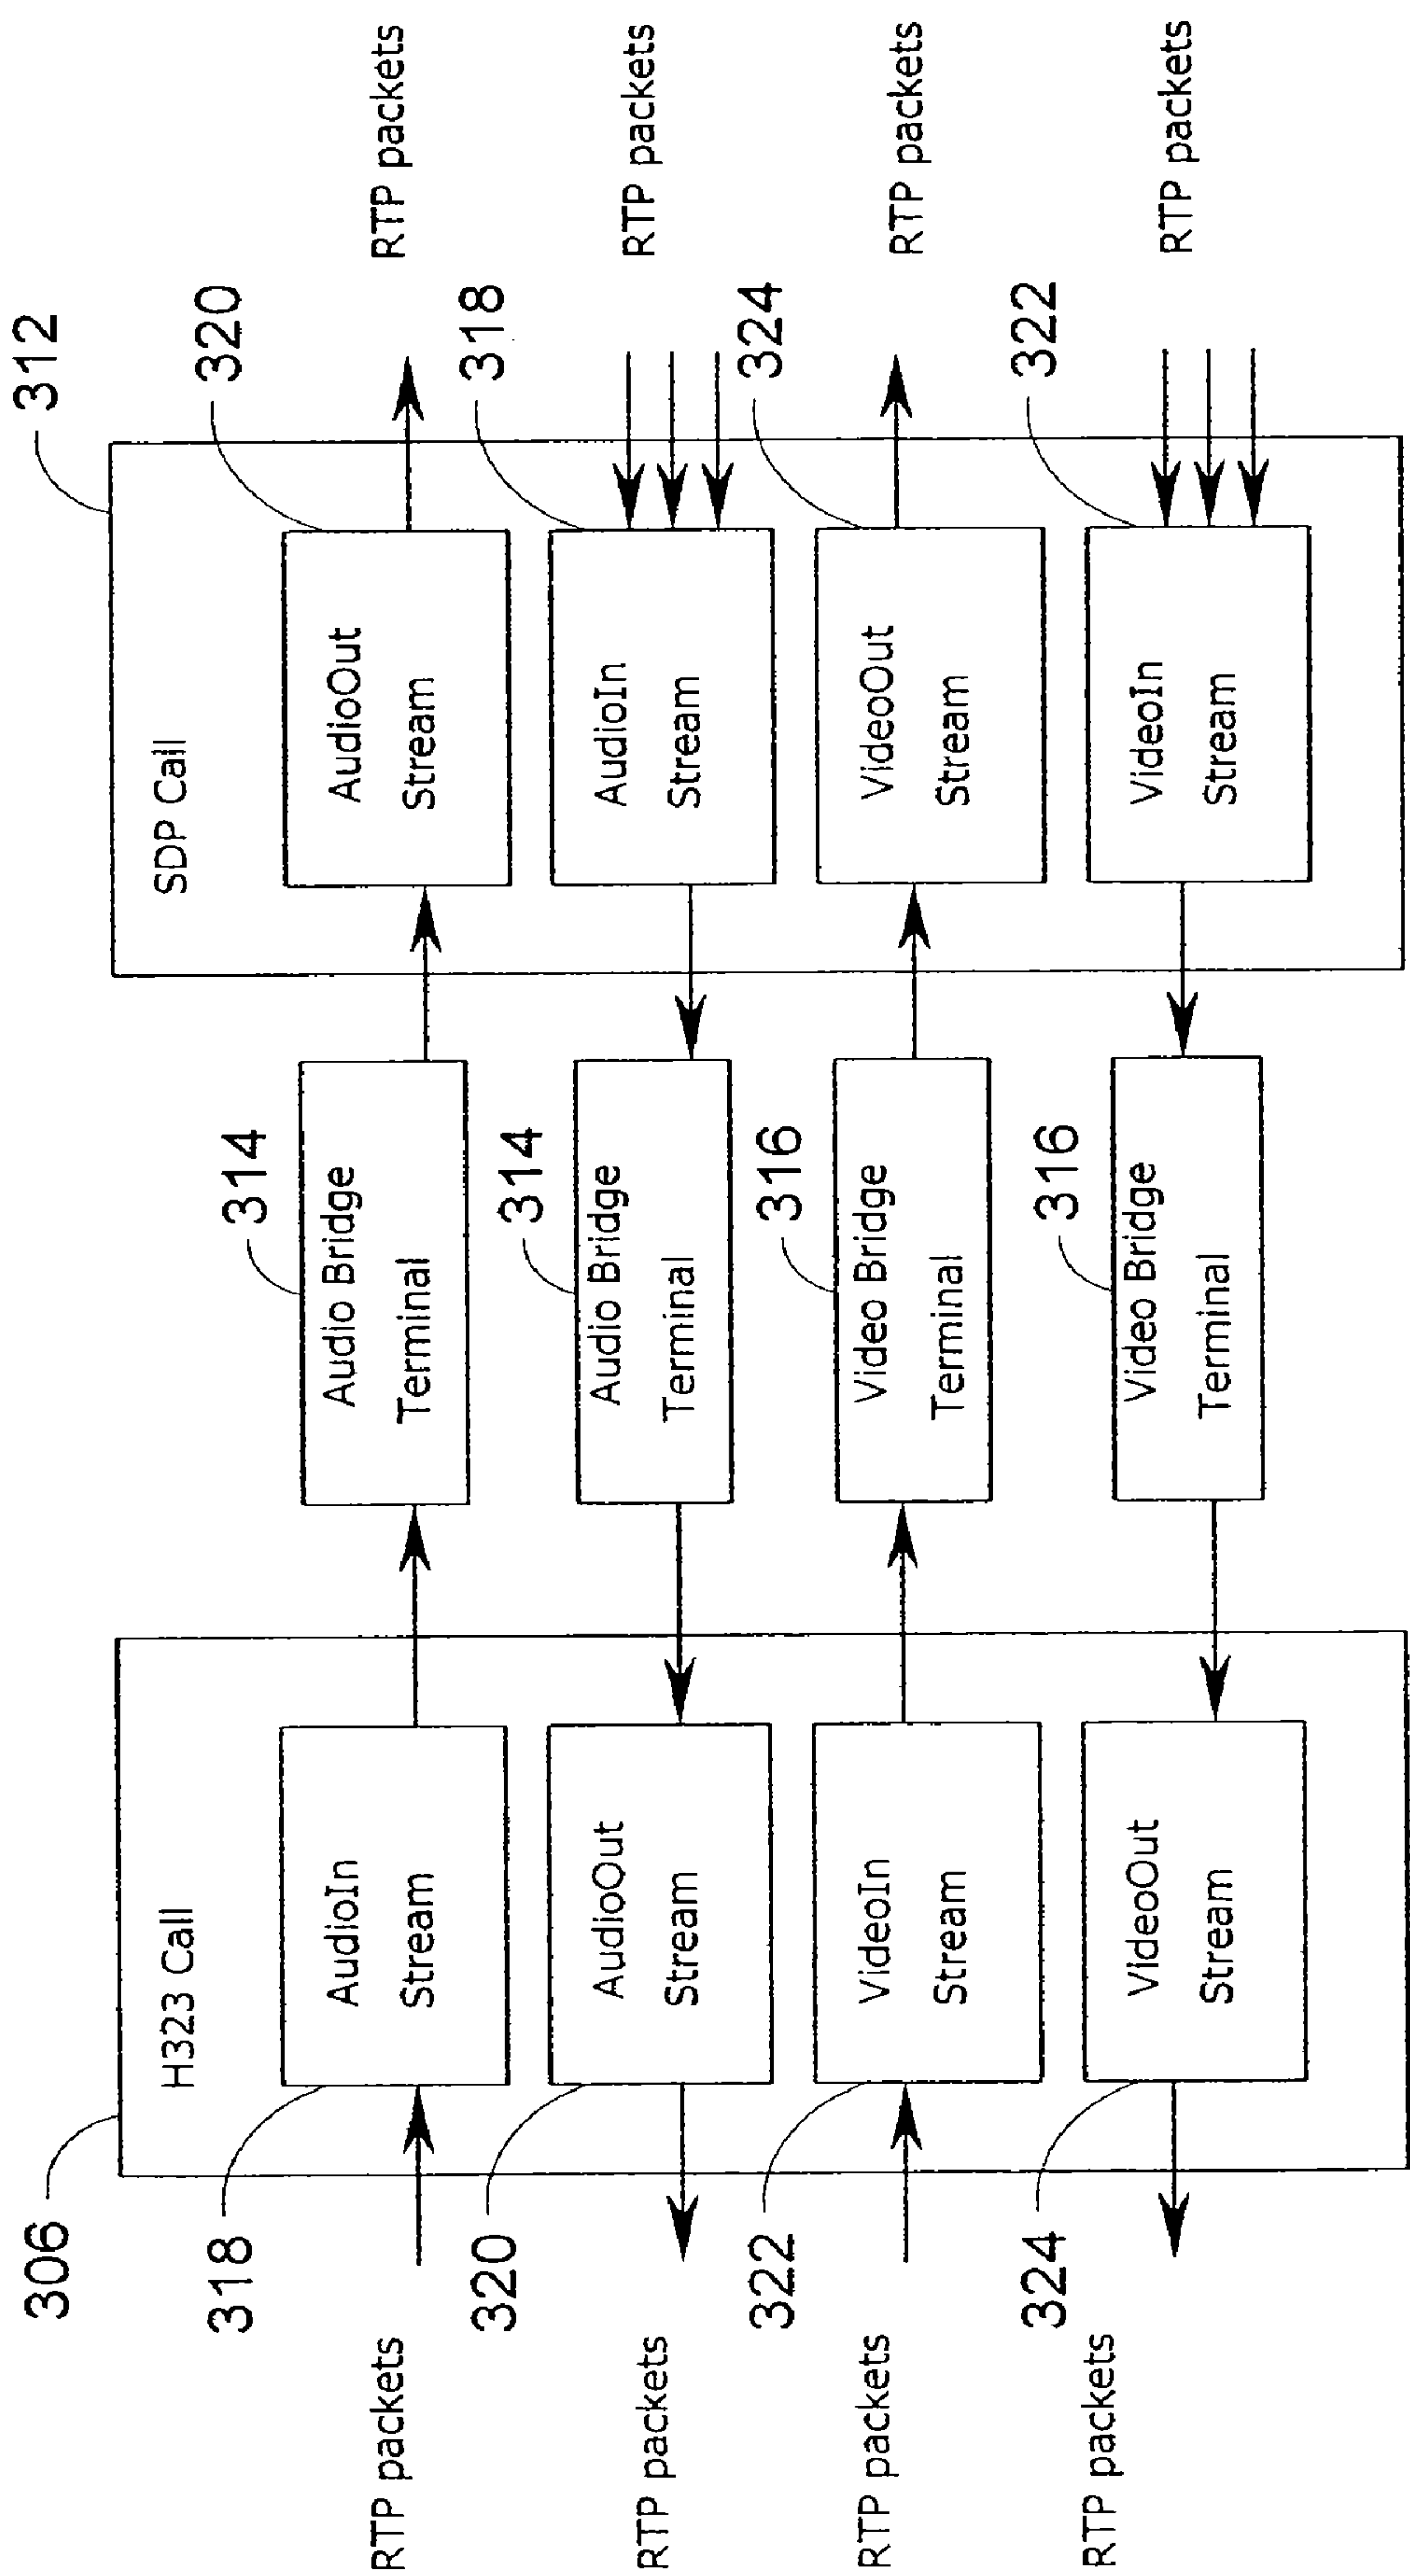 306
H323 Call
312
SDP Call
RTP packets
318
AudioIn
Stream
314
Audio Bridge
Terminal
320
AudioOut
Stream
RTP packets
RTP packets
320
AudioOut
Stream
314
Audio Bridge
Terminal
318
AudioIn
Stream
RTP packets
RTP packets
322
VideoIn
Stream
316
Video Bridge
Terminal
324
VideoOut
Stream
RTP packets
RTP packets
324
VideoOut
Stream
316
Video Bridge
Terminal
322
VideoIn
Stream
RTP packets